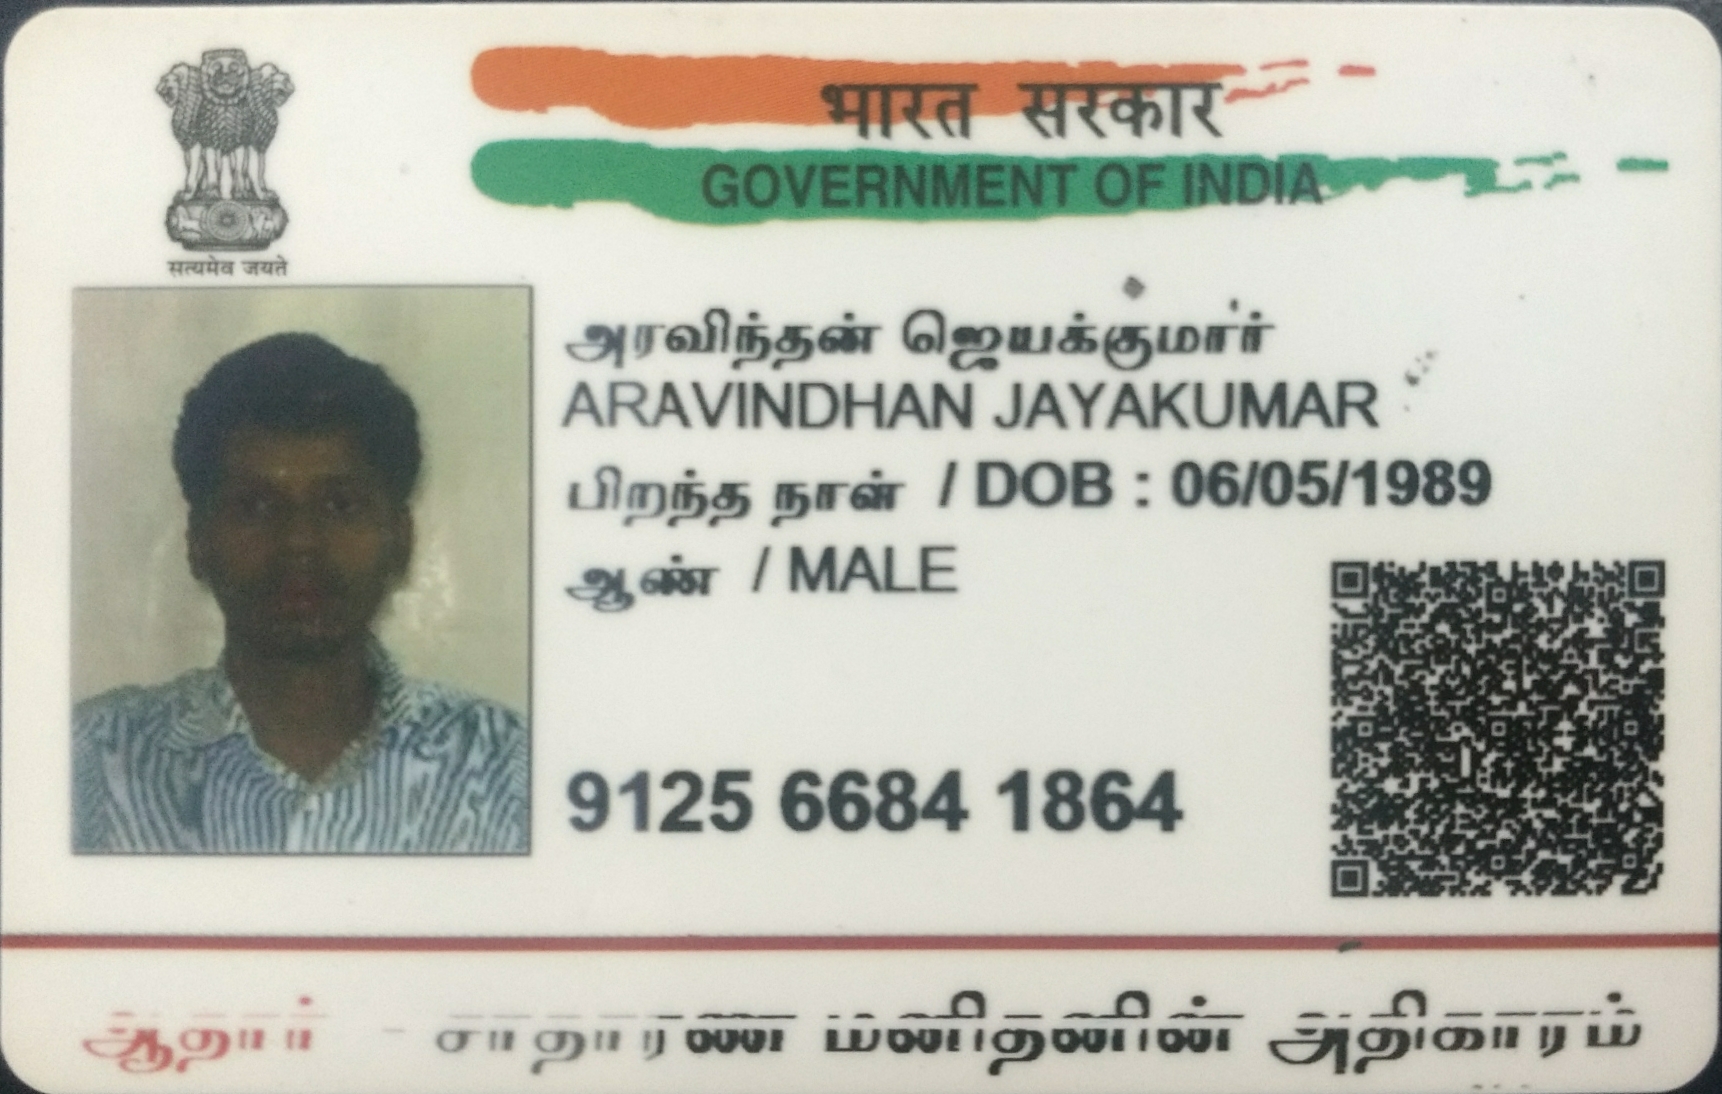 भारत सरकार
GOVERNMENT OF INDIA
सत्यमेव जयते
அரவிந்தன் ஜெயக்குமார்
ARAVINDHAN JAYAKUMAR
பிறந்த நாள் / DOB : 06/05/1989
ஆண் / MALE
9125 6684 1864
ஆதார் - சாதாரண மனிதனின் அதிகாரம்